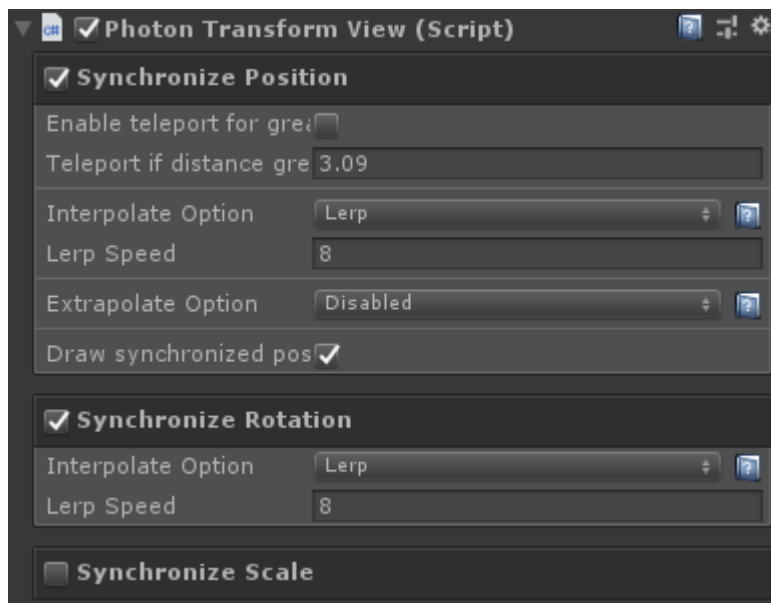 c# Photon Transform View (Script)
Synchronize Position
Enable teleport for grea
Teleport if distance gre 3.09
Interpolate Option Lerp ?
Lerp Speed 8
Extrapolate Option Disabled ?
Draw synchronized pos
Synchronize Rotation
Interpolate Option Lerp ?
Lerp Speed 8
Synchronize Scale